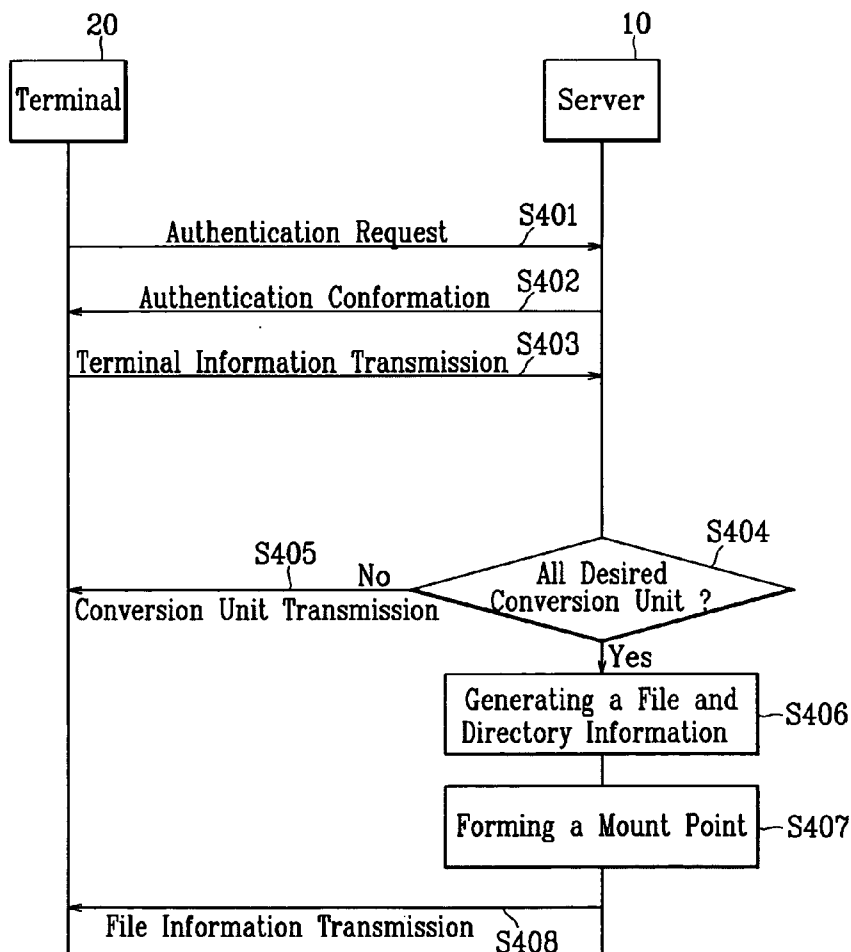 20
10
Terminal
Server
S401
Authentication Request
S402
Authentication Conformation
S403
Terminal Information Transmission
S404
S405
No
All Desired
Conversion Unit ?
Conversion Unit Transmission
Yes
Generating a File and
Directory Information
S406
Forming a Mount Point
S407
File Information Transmission
S408